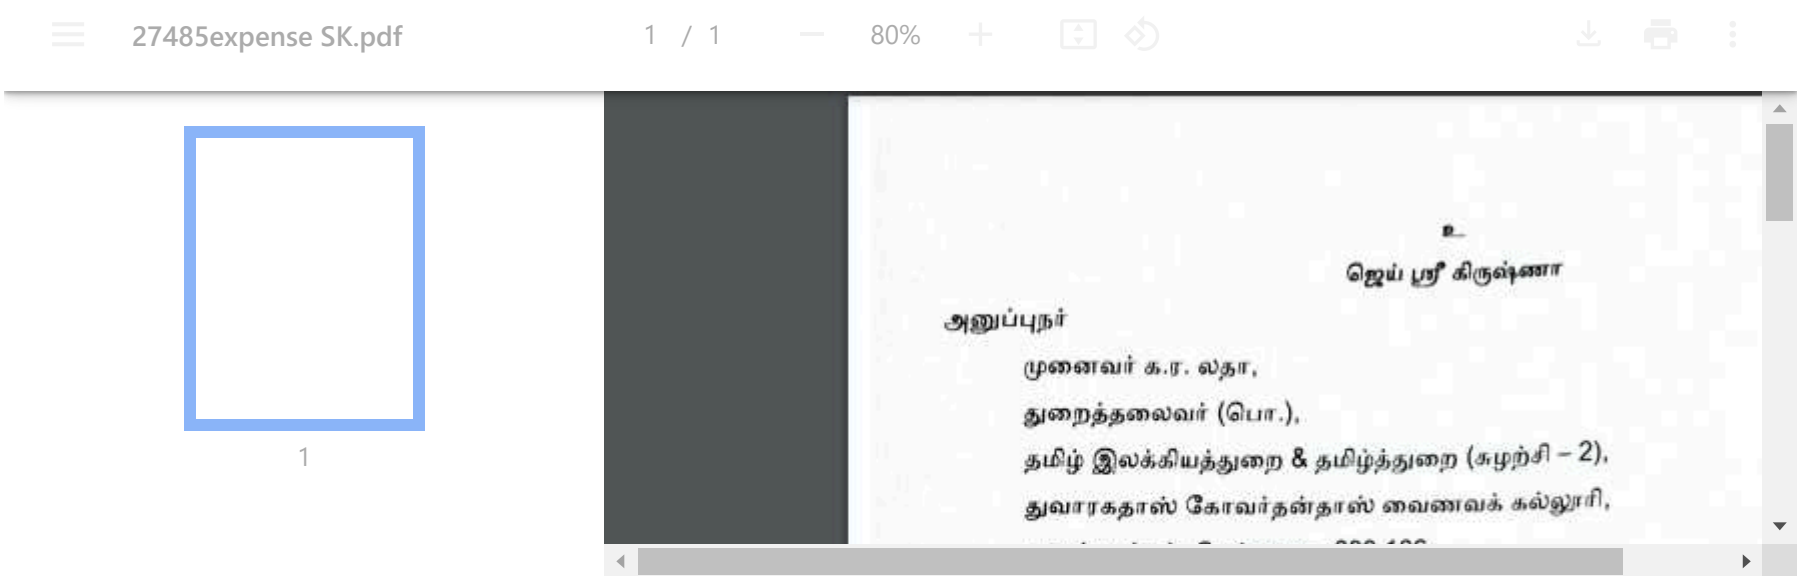 27485expense SK.pdf
1 / 1
80%
1
உ
ஜெய் ஸ்ரீ கிருஷ்ணா
அனுப்புநர்
முனைவர் க.ர. லதா,
துறைத்தலைவர் (பொ.),
தமிழ் இலக்கியத்துறை & தமிழ்த்துறை (சுழற்சி – 2),
துவாரகதாஸ் கோவர்தன்தாஸ் வைணவக் கல்லூரி,